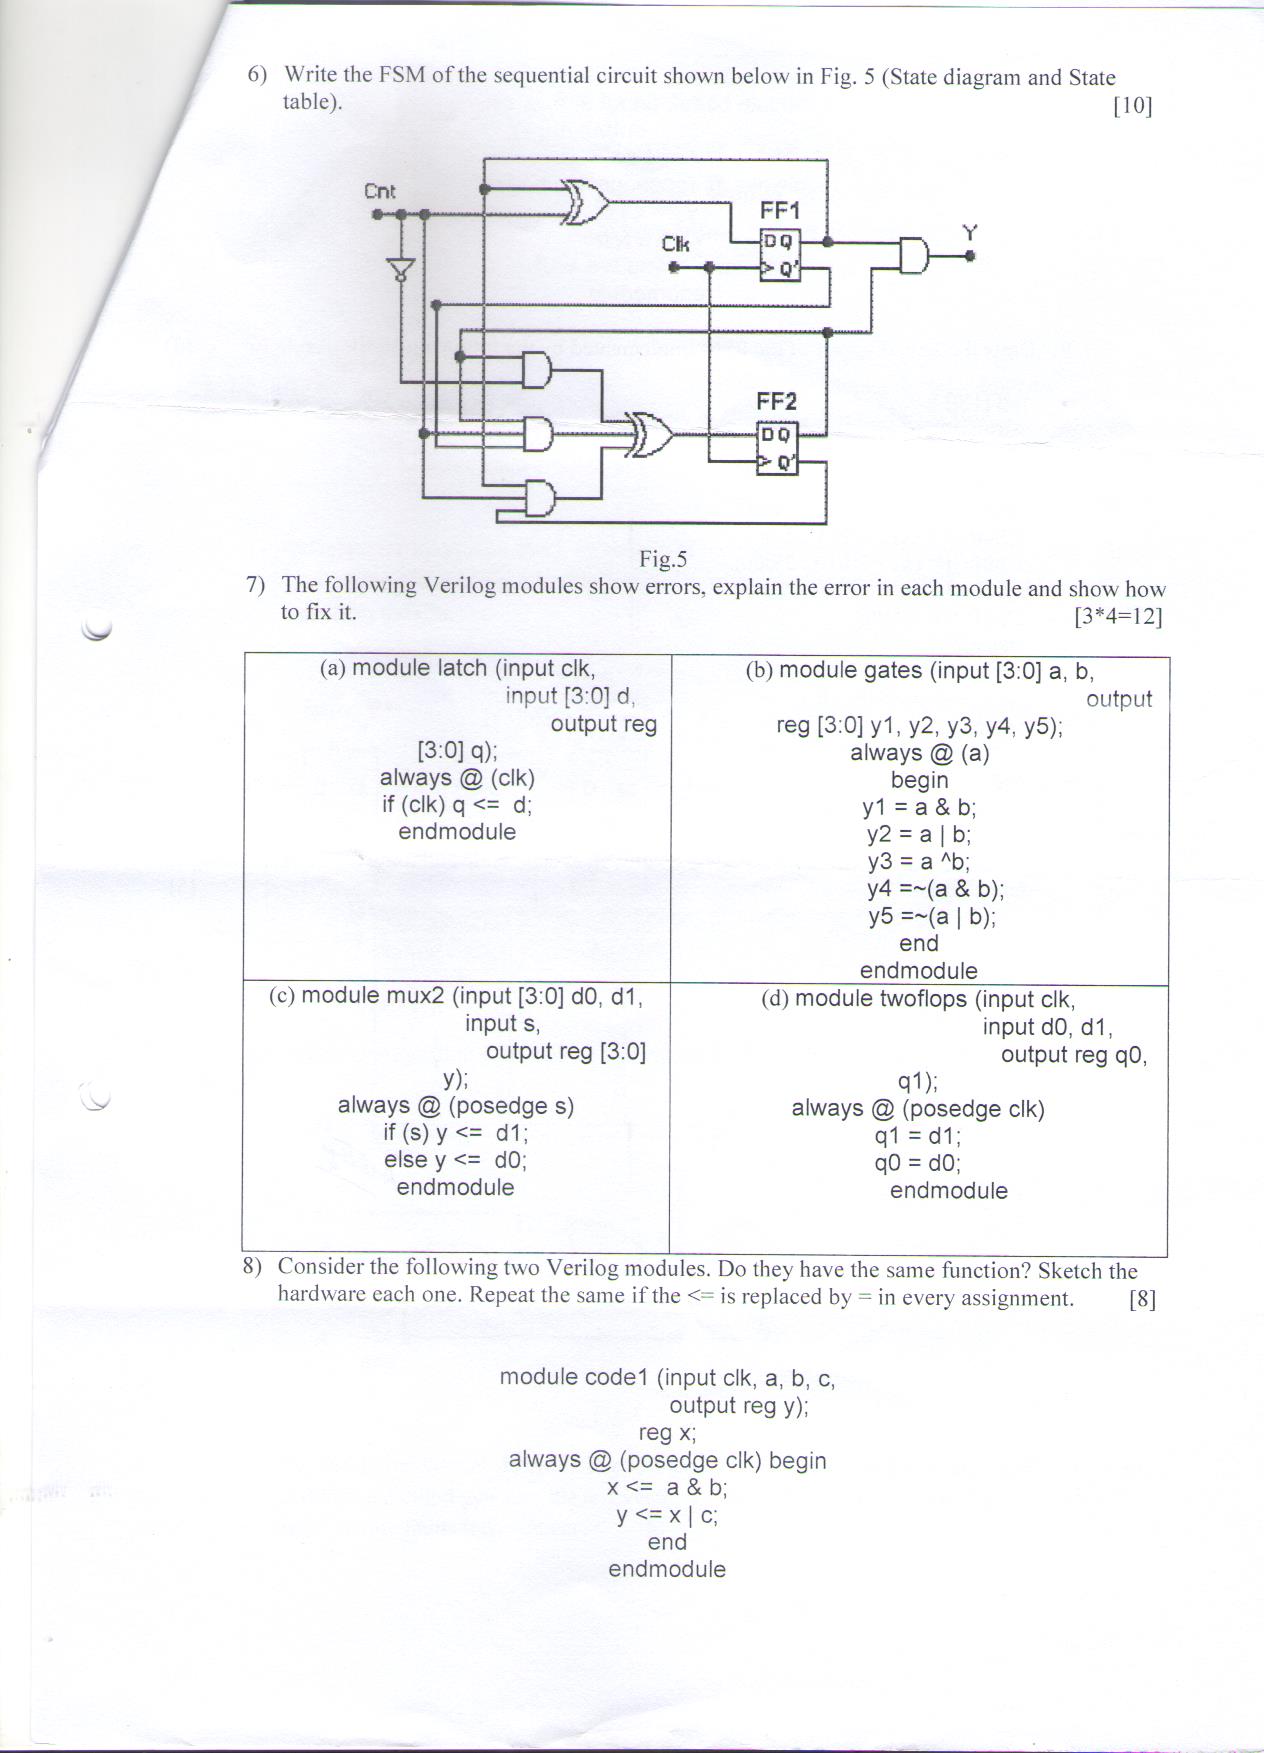 6) Write the FSM of the sequential circuit shown below in Fig. 5 (State diagram and State
table). [10]
Cnt
FF1
Clk
D Q
> Q'
Y
FF2
D Q
> Q'
Fig.5
7) The following Verilog modules show errors, explain the error in each module and show how
to fix it. [3*4=12]
(a) module latch (input clk,
input [3:0] d,
output reg
[3:0] q);
always @ (clk)
if (clk) q <= d;
endmodule
(b) module gates (input [3:0] a, b,
output
reg [3:0] y1, y2, y3, y4, y5);
always @ (a)
begin
y1 = a & b;
y2 = a | b;
y3 = a ^b;
y4 =~(a & b);
y5 =~(a | b);
end
endmodule
(c) module mux2 (input [3:0] d0, d1,
input s,
output reg [3:0]
y);
always @ (posedge s)
if (s) y <= d1;
else y <= d0;
endmodule
(d) module twoflops (input clk,
input d0, d1,
output reg q0,
q1);
always @ (posedge clk)
q1 = d1;
q0 = d0;
endmodule
8) Consider the following two Verilog modules. Do they have the same function? Sketch the
hardware each one. Repeat the same if the <= is replaced by = in every assignment. [8]
module code1 (input clk, a, b, c,
output reg y);
reg x;
always @ (posedge clk) begin
x <= a & b;
y <= x | c;
end
endmodule